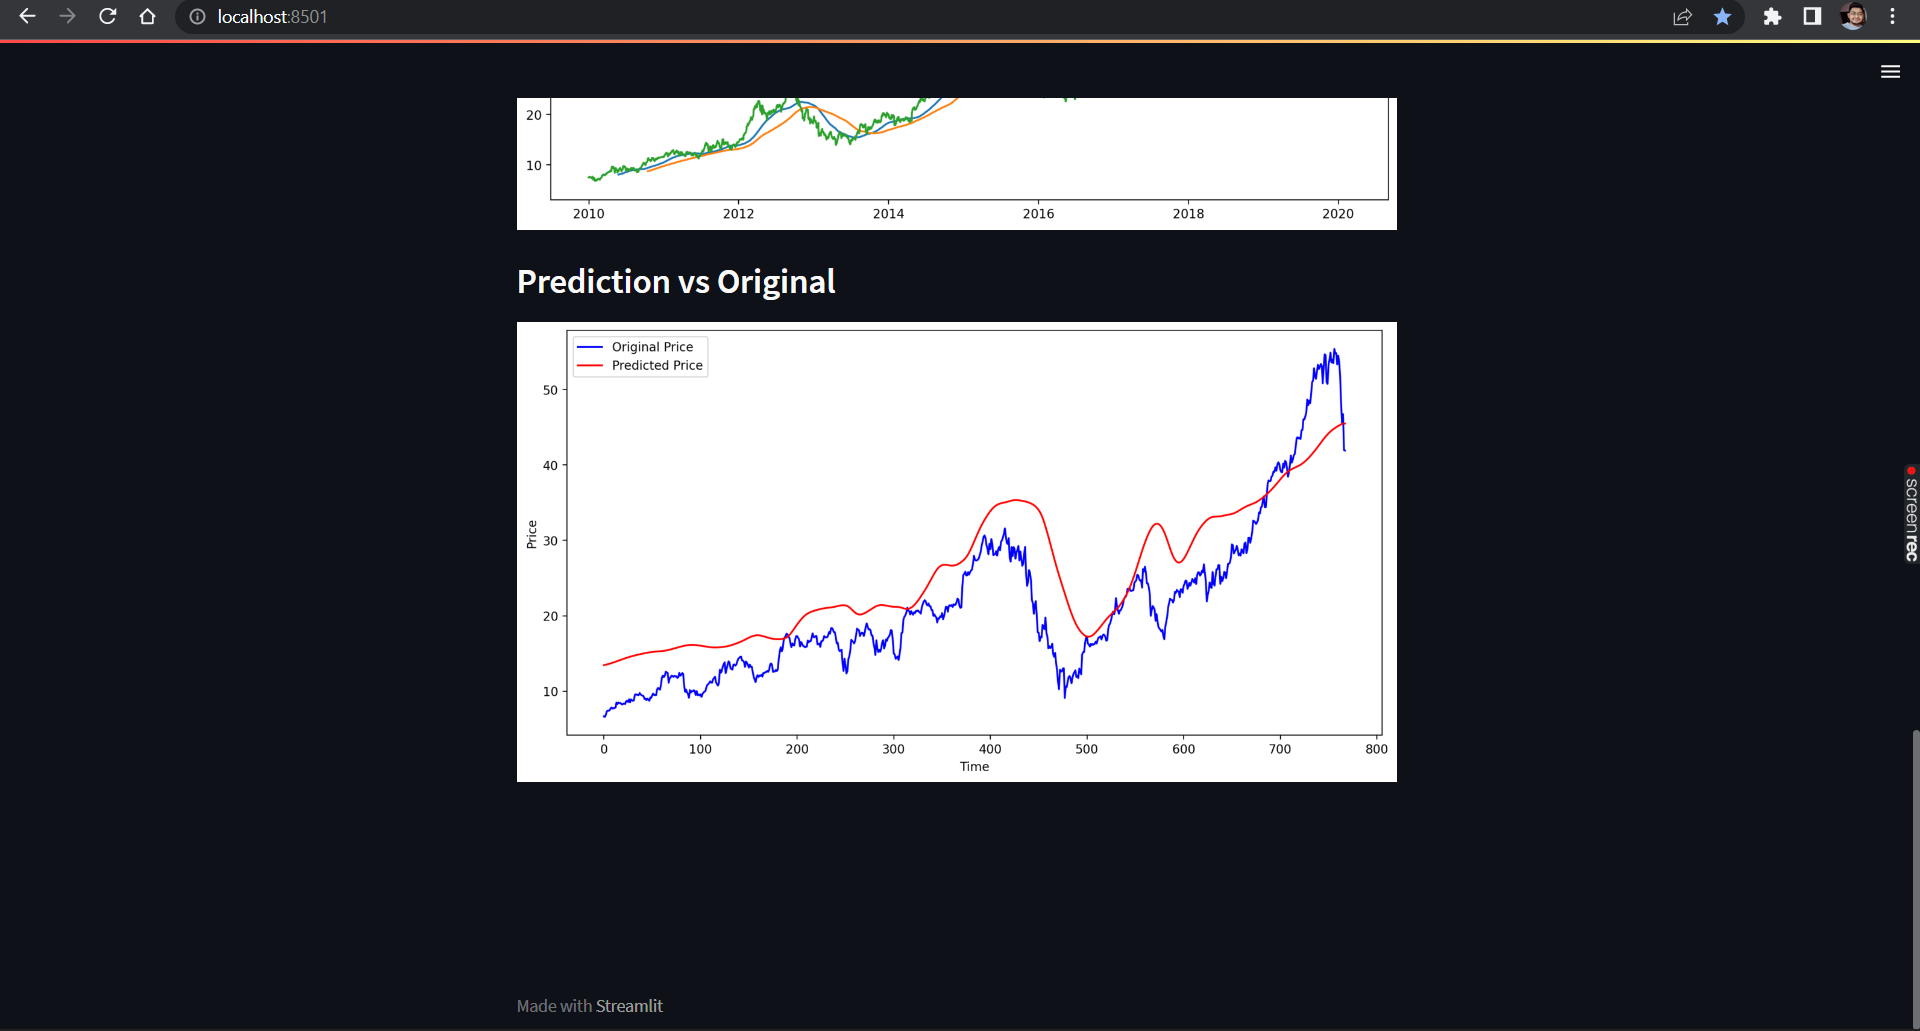 localhost:8501
20
10
2010 2012 2014 2016 2018 2020
Prediction vs Original
Original Price
Predicted Price
50
40
30
20
10
Price
0 100 200 300 400 500 600 700 800
Time
screenrec
Made with Streamlit